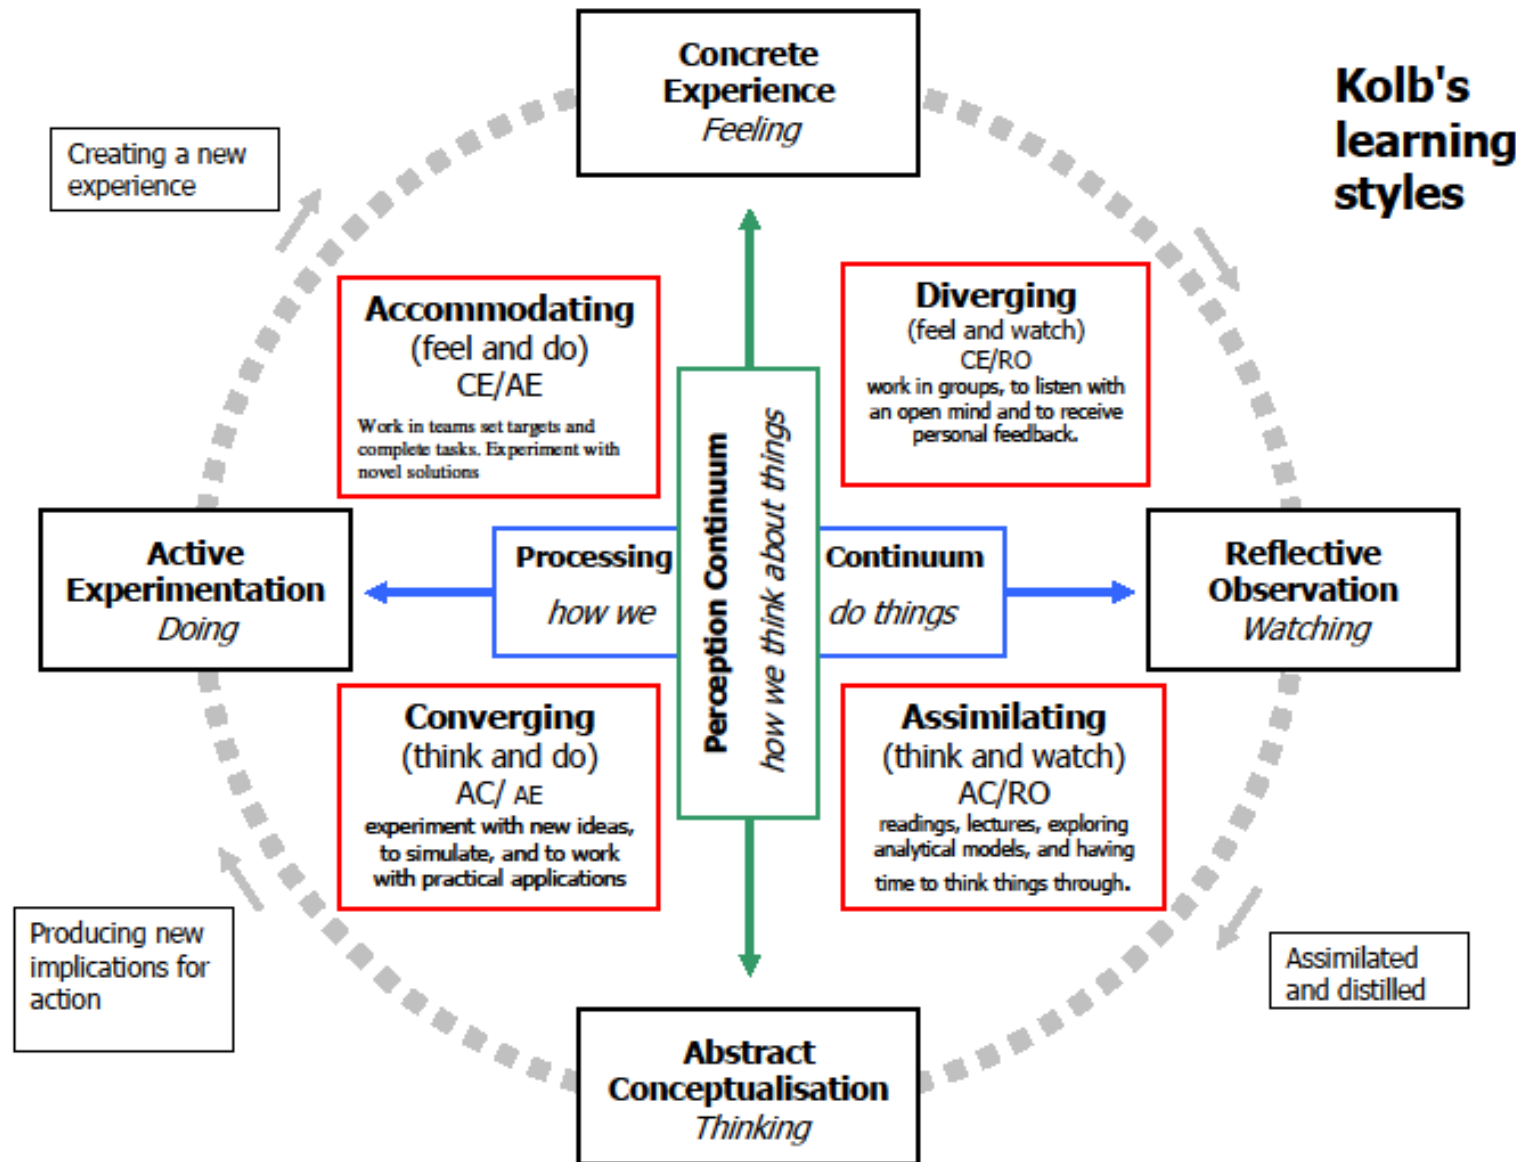 Kolb's
learning
styles
Concrete
Experience
Feeling
Creating a new
experience
Accommodating
(feel and do)
CE/AE
Work in teams set targets and
complete tasks. Experiment with
novel solutions
Diverging
(feel and watch)
CE/RO
work in groups, to listen with
an open mind and to receive
personal feedback.
Active
Experimentation
Doing
Processing
how we
Perception Continuum
how we think about things
Continuum
do things
Reflective
Observation
Watching
Converging
(think and do)
AC/ AE
experiment with new ideas,
to simulate, and to work
with practical applications
Assimilating
(think and watch)
AC/RO
readings, lectures, exploring
analytical models, and having
time to think things through.
Producing new
implications for
action
Assimilated
and distilled
Abstract
Conceptualisation
Thinking